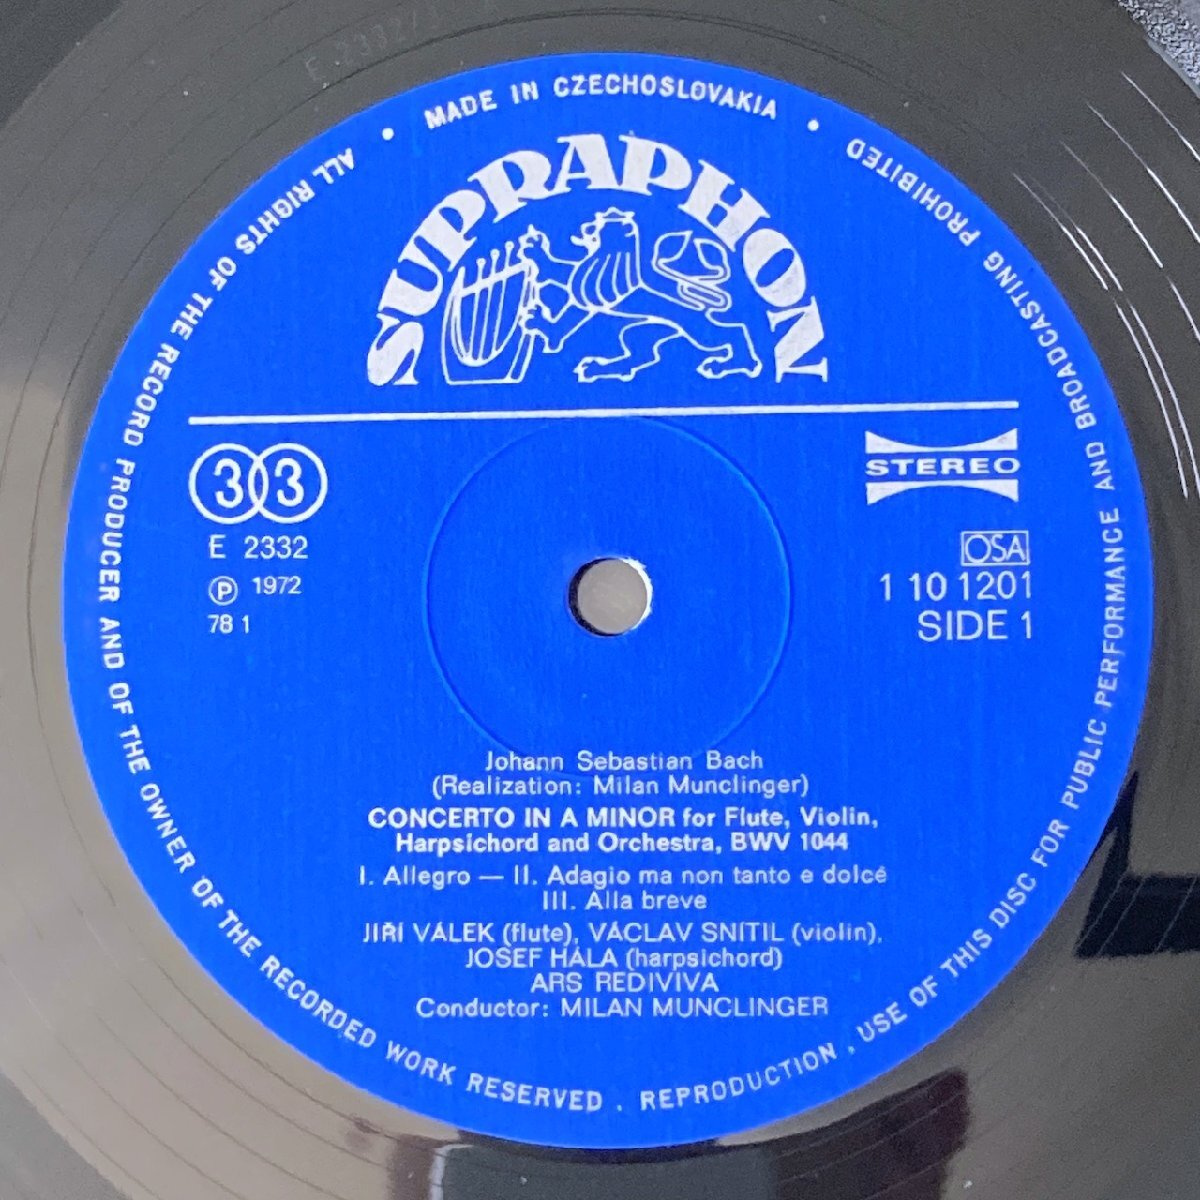 ALL RIGHTS OF THE RECORD PRODUCER AND OF THE OWNER OF THE RECORDED WORK RESERVED . REPRODUCTION , USE OF THIS DISC FOR PUBLIC PERFORMANCE AND BROADCASTING PROHIBITED
• MADE IN CZECHOSLOVAKIA •
SUPRAPHON
33
STEREO
E 2332
Ⓟ 1972
78 1
OSA
1 10 1201
SIDE 1
Johann Sebastian Bach
(Realization: Milan Munclinger)
CONCERTO IN A MINOR for Flute, Violin,
Harpsichord and Orchestra, BWV 1044
I. Allegro — II. Adagio ma non tanto e dolcé
III. Alla breve
JIŘÍ VÁLEK (flute), VÁCLAV SNÍTIL (violin),
JOSEF HÁLA (harpsichord)
ARS REDIVIVA
Conductor: MILAN MUNCLINGER